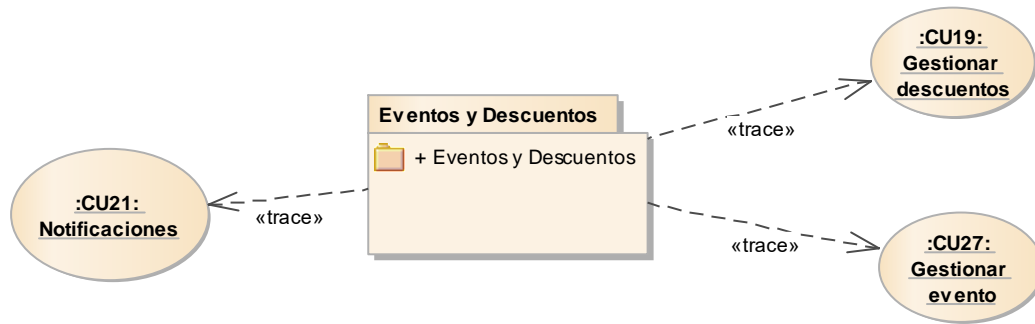 :CU19:
Gestionar
descuentos
Eventos y Descuentos
«trace»
+ Eventos y Descuentos
:CU21:
Notificaciones
«trace»
«trace»
:CU27:
Gestionar
evento